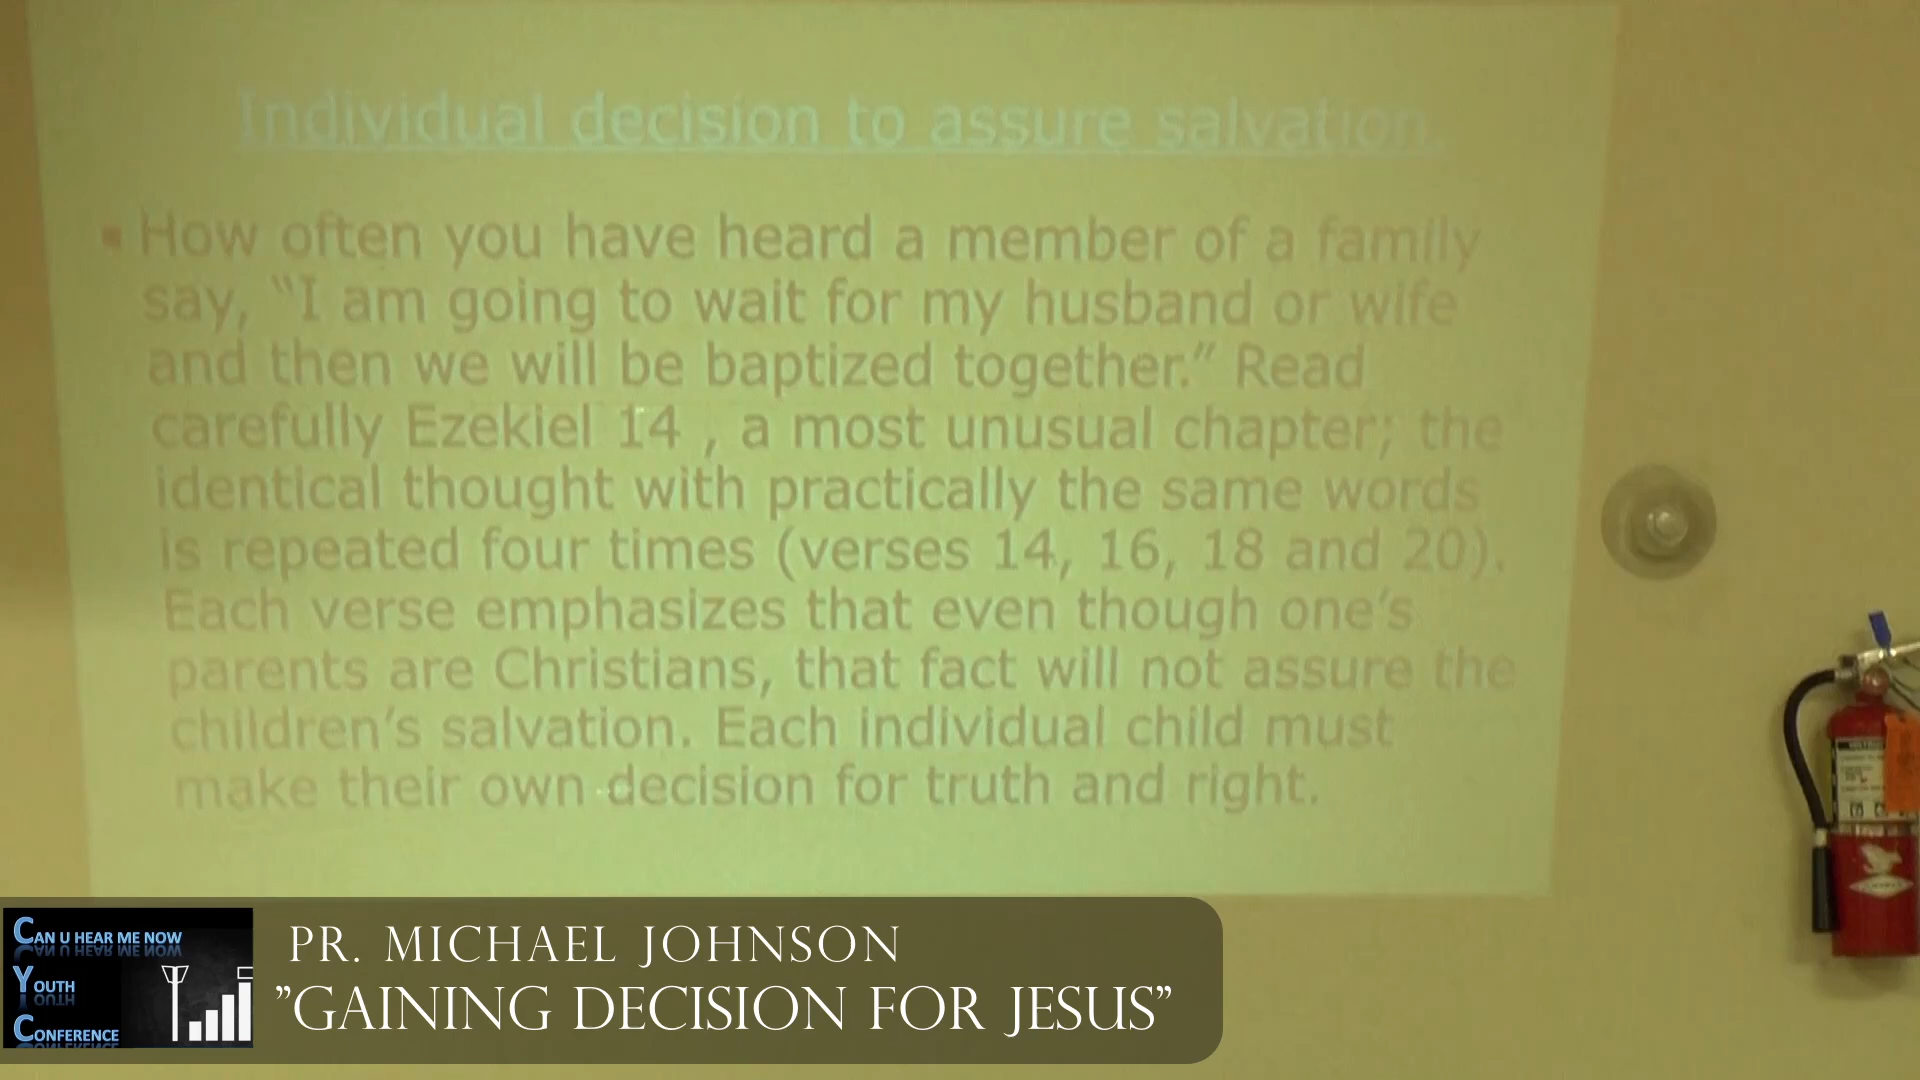 Individual decision to assure salvation.
▪ How often you have heard a member of a family
say, “I am going to wait for my husband or wife
and then we will be baptized together.” Read
carefully Ezekiel 14 , a most unusual chapter; the
identical thought with practically the same words
is repeated four times (verses 14, 16, 18 and 20).
Each verse emphasizes that even though one’s
parents are Christians, that fact will not assure the
children’s salvation. Each individual child must
make their own decision for truth and right.
CAN U HEAR ME NOW
YOUTH
CONFERENCE
PR. MICHAEL JOHNSON
"GAINING DECISION FOR JESUS"